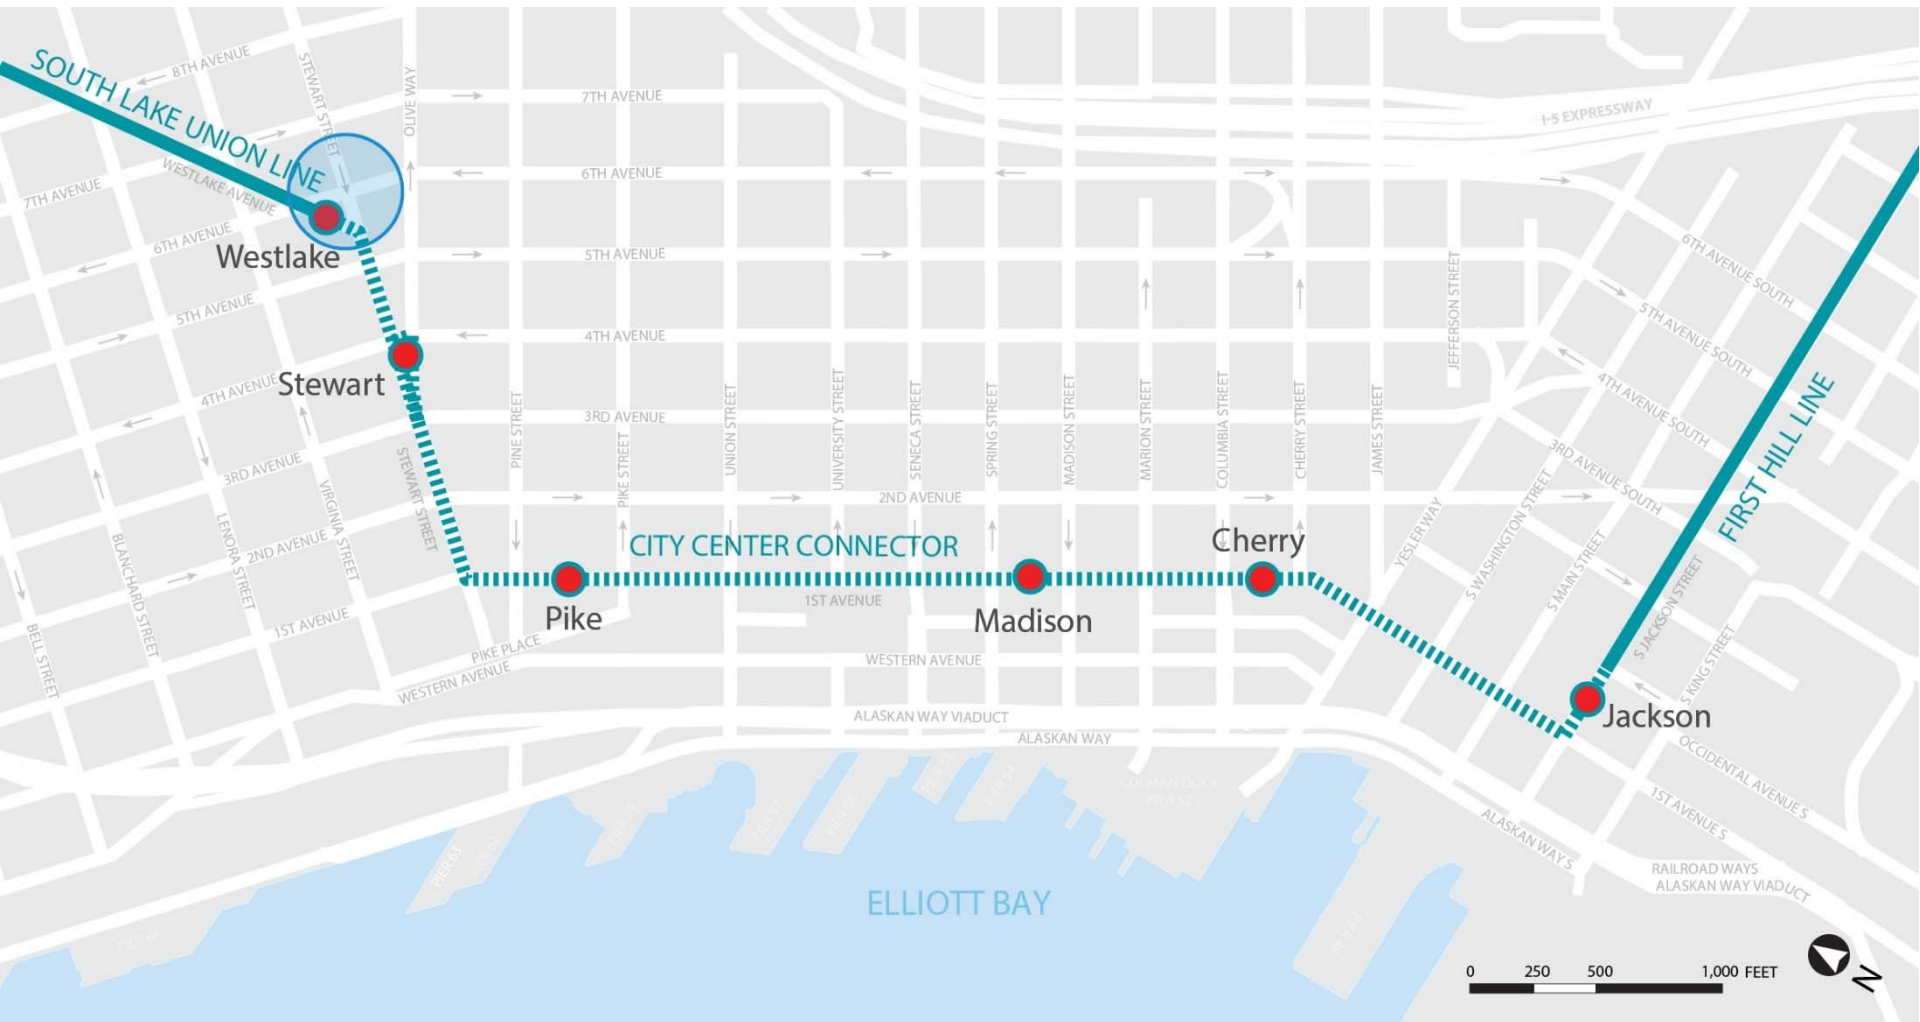 8TH AVENUE
STEWART STREET
OLIVE WAY
7TH AVENUE
I-5 EXPRESSWAY
SOUTH LAKE UNION LINE
WESTLAKE AVENUE
7TH AVENUE
6TH AVENUE
6TH AVENUE
Westlake
5TH AVENUE
5TH AVENUE
6TH AVENUE SOUTH
JEFFERSON STREET
5TH AVENUE SOUTH
4TH AVENUE
Stewart
4TH AVENUE
4TH AVENUE SOUTH
3RD AVENUE
3RD AVENUE
3RD AVENUE SOUTH
PINE STREET
PIKE STREET
UNION STREET
UNIVERSITY STREET
SENECA STREET
SPRING STREET
MADISON STREET
MARION STREET
COLUMBIA STREET
CHERRY STREET
JAMES STREET
FIRST HILL LINE
STEWART STREET
VIRGINIA STREET
LENORA STREET
BLANCHARD STREET
BELL STREET
2ND AVENUE
2ND AVENUE
YESLER WAY
S WASHINGTON STREET
S MAIN STREET
S JACKSON STREET
S KING STREET
CITY CENTER CONNECTOR
Cherry
1ST AVENUE
1ST AVENUE
Pike
Madison
PIKE PLACE
WESTERN AVENUE
WESTERN AVENUE
Jackson
ALASKAN WAY VIADUCT
ALASKAN WAY
OCCIDENTAL AVENUE S
1ST AVENUE S
ALASKAN WAY S
COLMAN DOCK
PIER 52
PIER 63
RAILROAD WAYS
ALASKAN WAY VIADUCT
ELLIOTT BAY
0 250 500 1,000 FEET
N